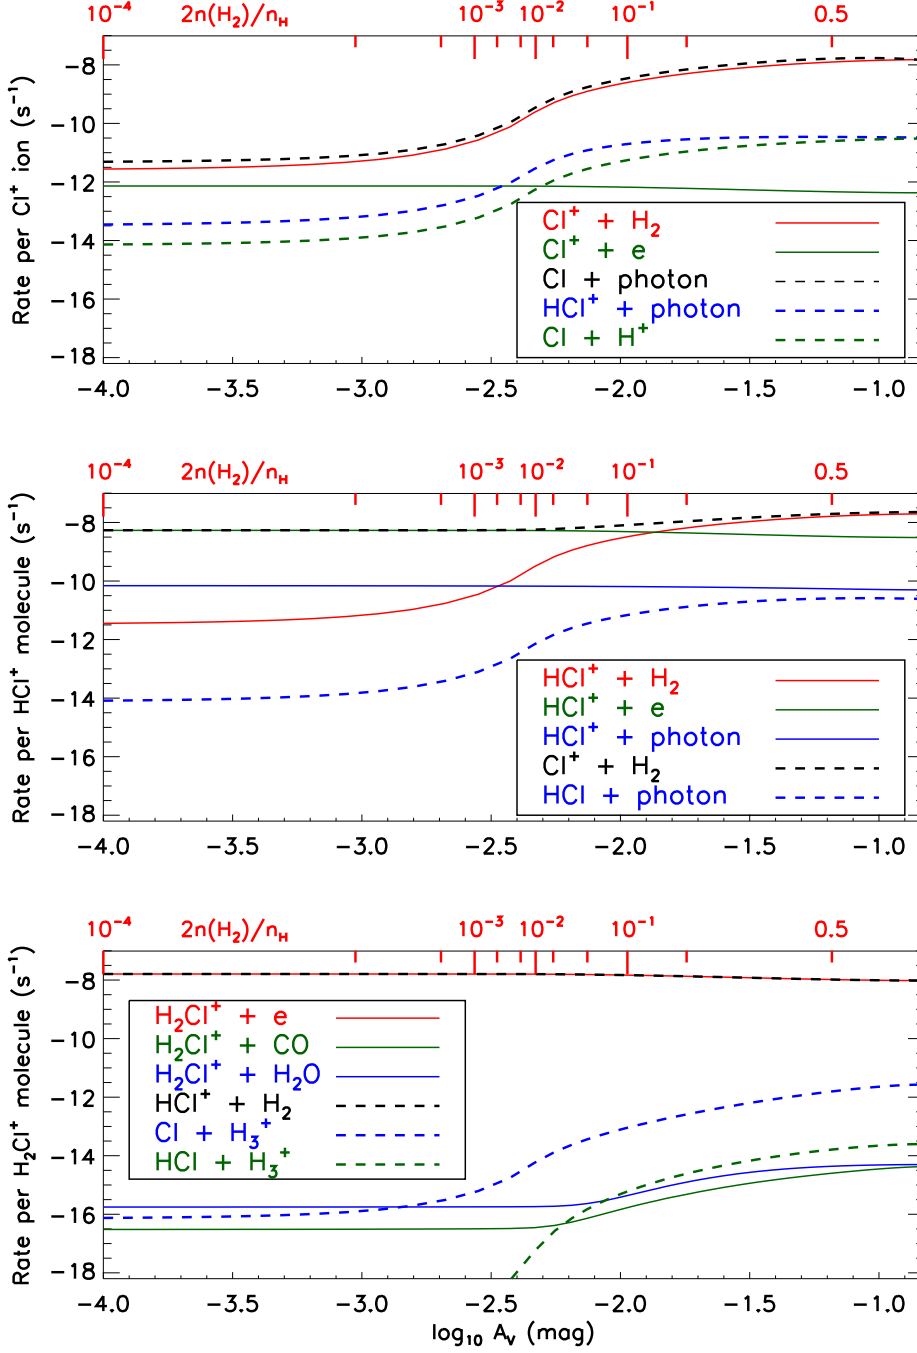 10⁻⁴ 2n(H₂)/n_H 10⁻³ 10⁻² 10⁻¹ 0.5
Rate per Cl⁺ ion (s⁻¹)
−8
−10
−12
−14
−16
−18
Cl⁺ + H₂
Cl⁺ + e
Cl + photon
HCl⁺ + photon
Cl + H⁺
−4.0 −3.5 −3.0 −2.5 −2.0 −1.5 −1.0
10⁻⁴ 2n(H₂)/n_H 10⁻³ 10⁻² 10⁻¹ 0.5
Rate per HCl⁺ molecule (s⁻¹)
−8
−10
−12
−14
−16
−18
HCl⁺ + H₂
HCl⁺ + e
HCl⁺ + photon
Cl⁺ + H₂
HCl + photon
−4.0 −3.5 −3.0 −2.5 −2.0 −1.5 −1.0
10⁻⁴ 2n(H₂)/n_H 10⁻³ 10⁻² 10⁻¹ 0.5
Rate per H₂Cl⁺ molecule (s⁻¹)
−8
−10
−12
−14
−16
−18
H₂Cl⁺ + e
H₂Cl⁺ + CO
H₂Cl⁺ + H₂O
HCl⁺ + H₂
Cl + H₃⁺
HCl + H₃⁺
−4.0 −3.5 −3.0 −2.5 −2.0 −1.5 −1.0
log₁₀ A_V (mag)